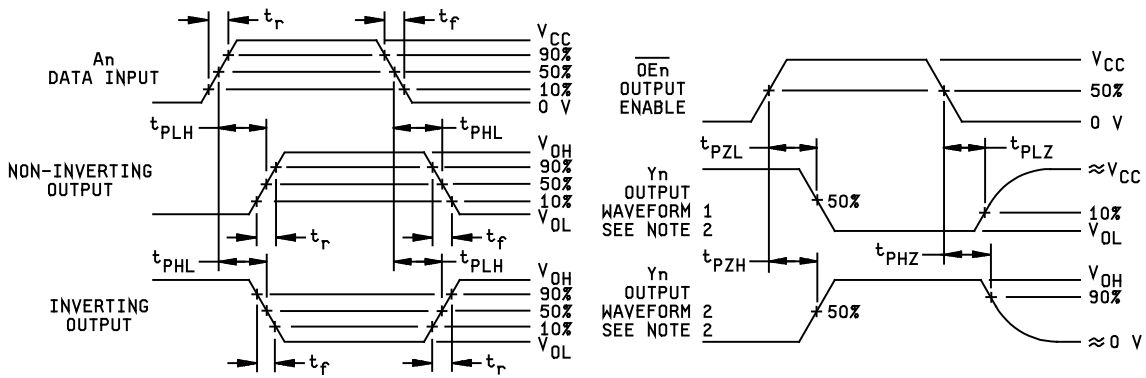 t_r
t_f
An
DATA INPUT
V_CC
90%
50%
10%
0 V
t_PLH
t_PHL
NON-INVERTING
OUTPUT
V_OH
90%
50%
10%
V_OL
t_r
t_f
t_PHL
t_PLH
INVERTING
OUTPUT
V_OH
90%
50%
10%
V_OL
t_f
t_r
OEn
OUTPUT
ENABLE
V_CC
50%
0 V
t_PZL
t_PLZ
Yn
OUTPUT
WAVEFORM 1
SEE NOTE 2
50%
≈V_CC
10%
V_OL
t_PZH
t_PHZ
Yn
OUTPUT
WAVEFORM 2
SEE NOTE 2
50%
V_OH
90%
≈0 V